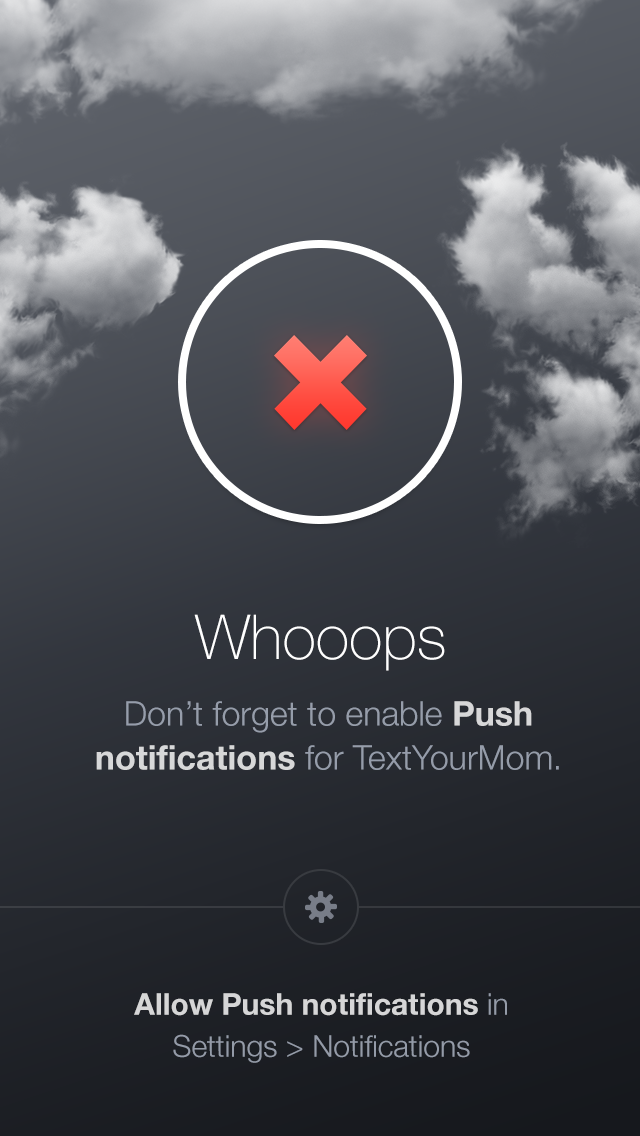 Whooops
Don’t forget to enable Push
notifications for TextYourMom.
Allow Push notifications in
Settings > Notifications